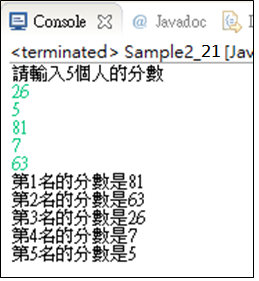 Console @ Javadoc
<terminated> Sample2_21 [Jav
請輸入5個人的分數
26
5
81
7
63
第1名的分數是81
第2名的分數是63
第3名的分數是26
第4名的分數是7
第5名的分數是5